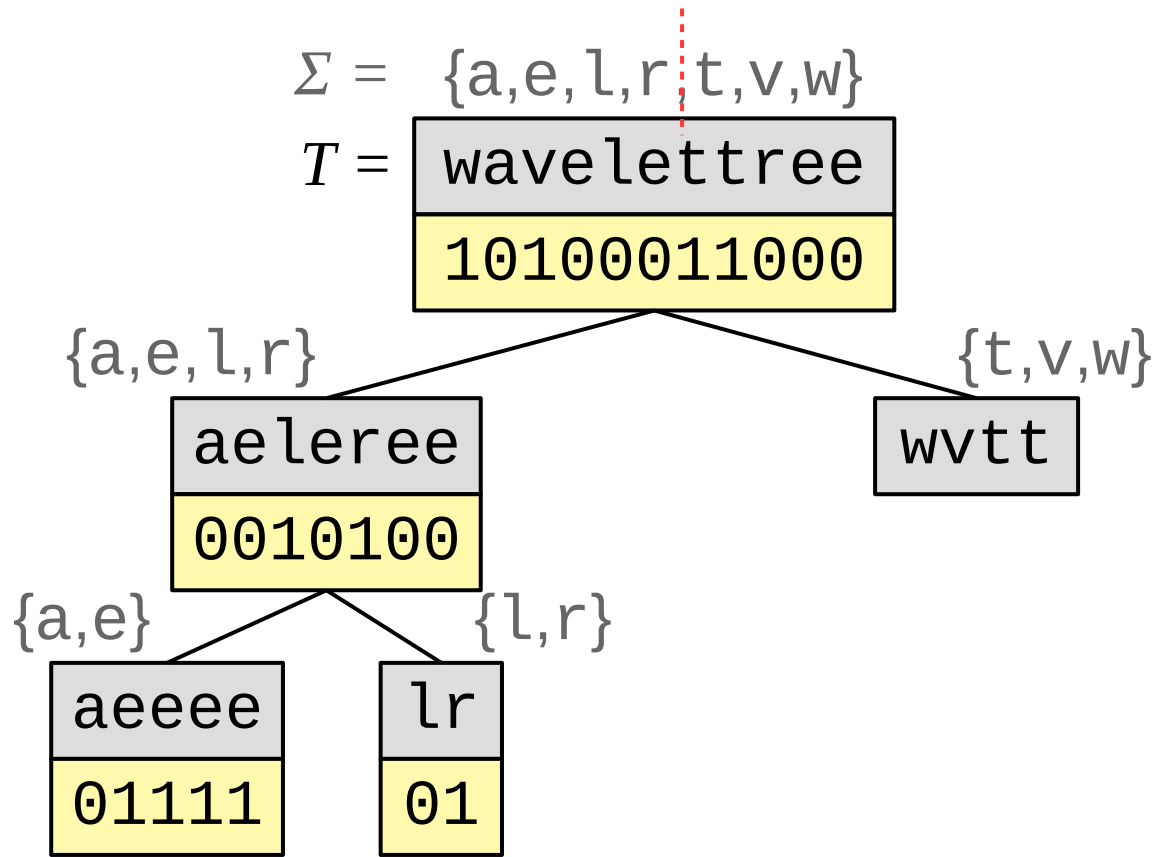 Σ = {a,e,l,r,t,v,w}
T = wavelettree
10100011000
{a,e,l,r}
{t,v,w}
aeleree
wvtt
0010100
{a,e}
{l,r}
aeeee
lr
01111
01